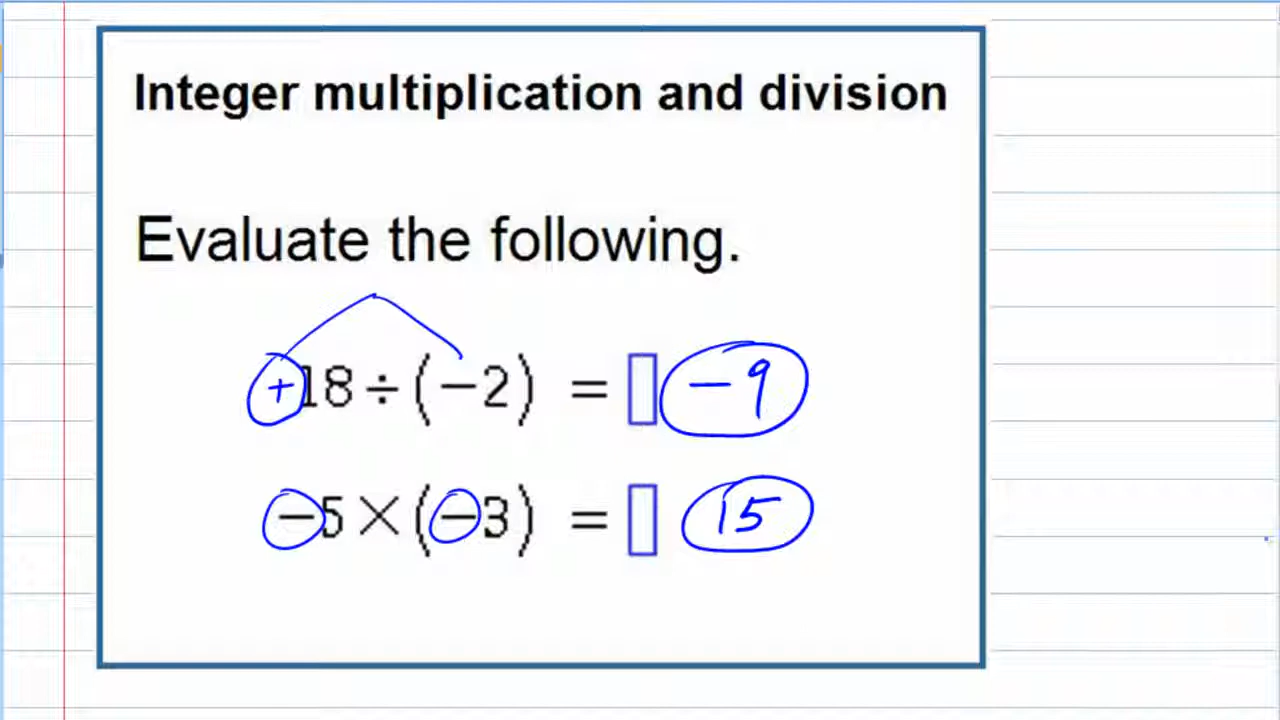 Integer multiplication and division
Evaluate the following.
+18 ÷ (−2) = ▯ −9
−5 × (−3) = ▯ 15